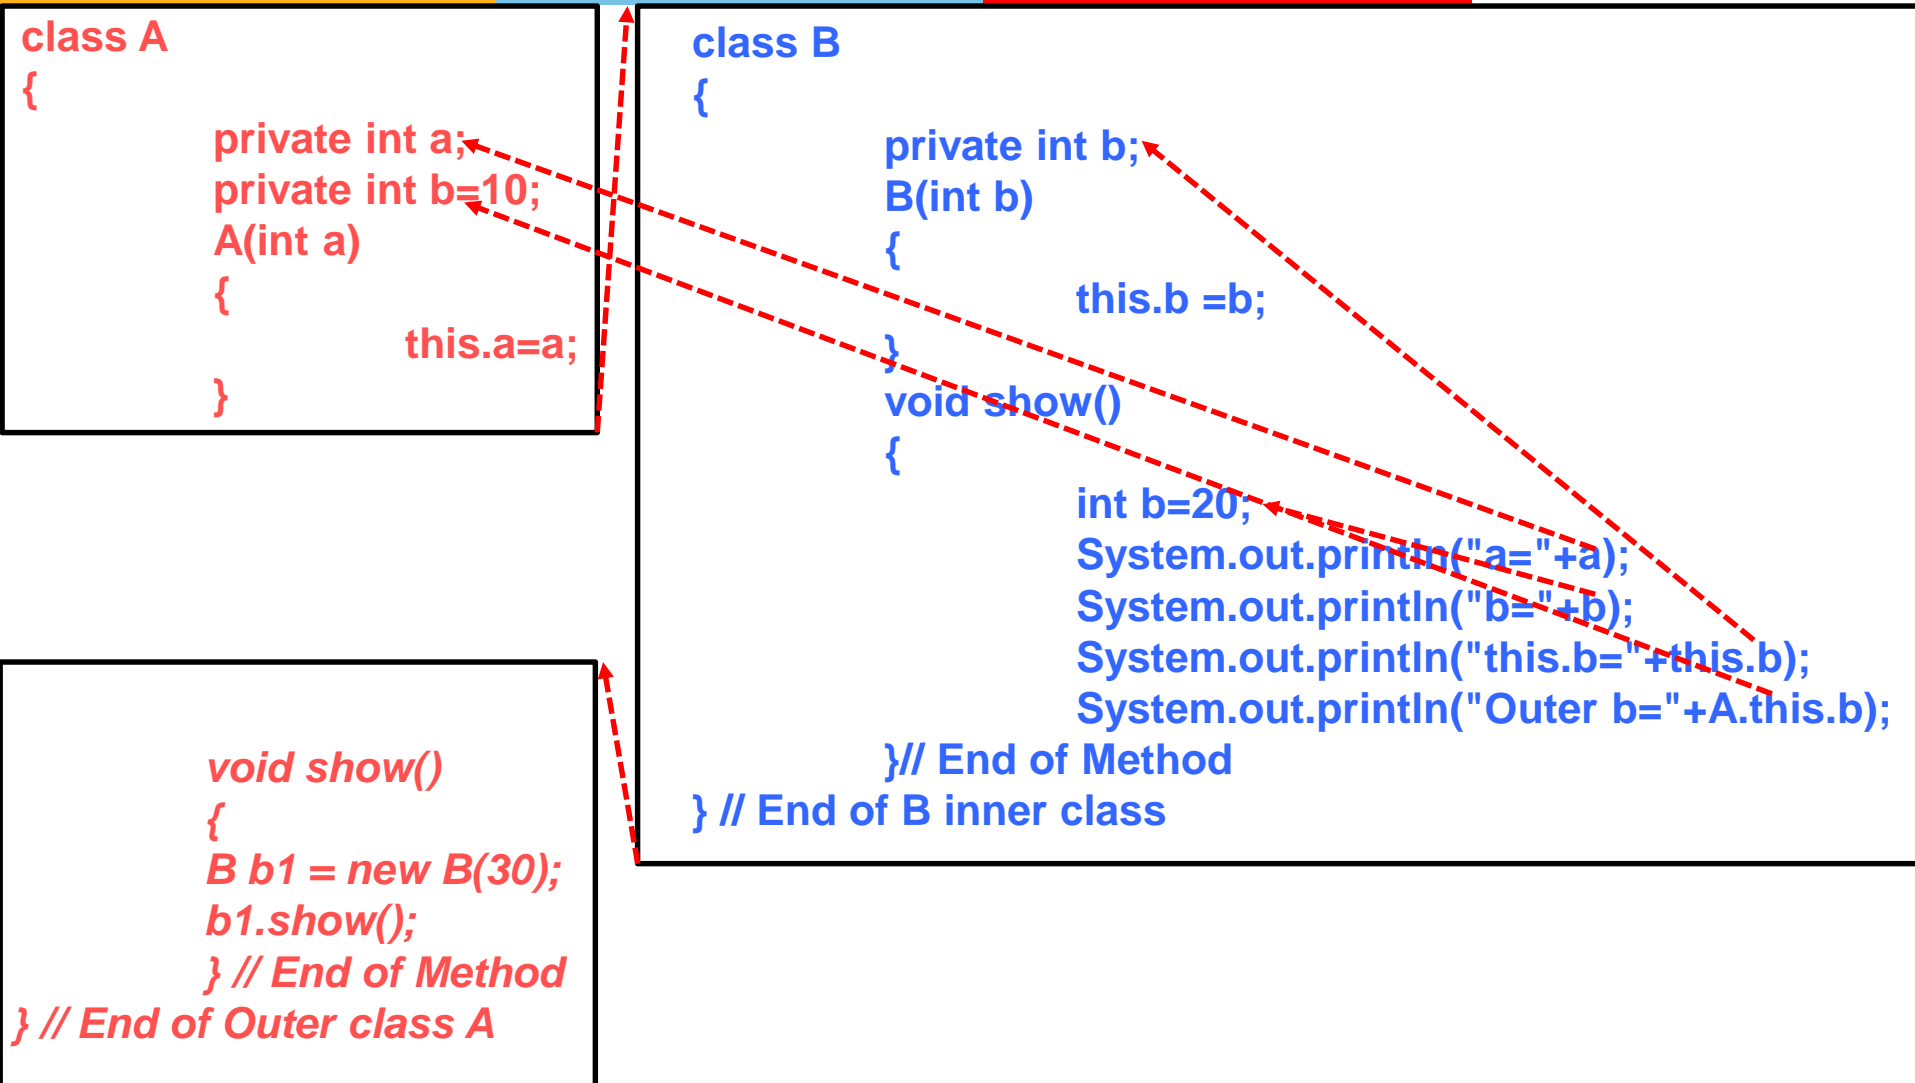 class A
{
private int a;
private int b=10;
A(int a)
{
this.a=a;
}
class B
{
private int b;
B(int b)
{
this.b =b;
}
void show()
{
int b=20;
System.out.println("a="+a);
System.out.println("b="+b);
System.out.println("this.b="+this.b);
System.out.println("Outer b="+A.this.b);
}// End of Method
} // End of B inner class
void show()
{
B b1 = new B(30);
b1.show();
} // End of Method
} // End of Outer class A